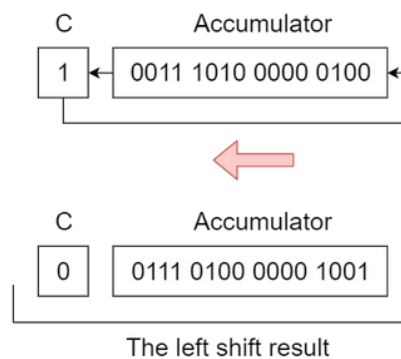 C Accumulator
1 0011 1010 0000 0100
C Accumulator
0 0111 0100 0000 1001
The left shift result